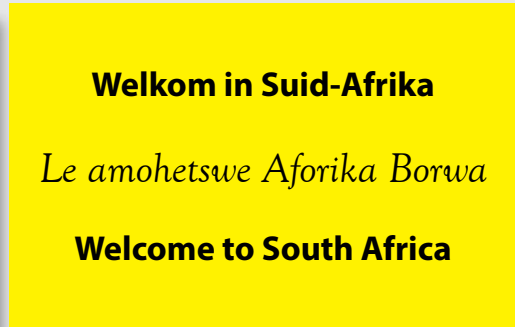 Welkom in Suid-Afrika
Le amohetswe Aforika Borwa
Welcome to South Africa